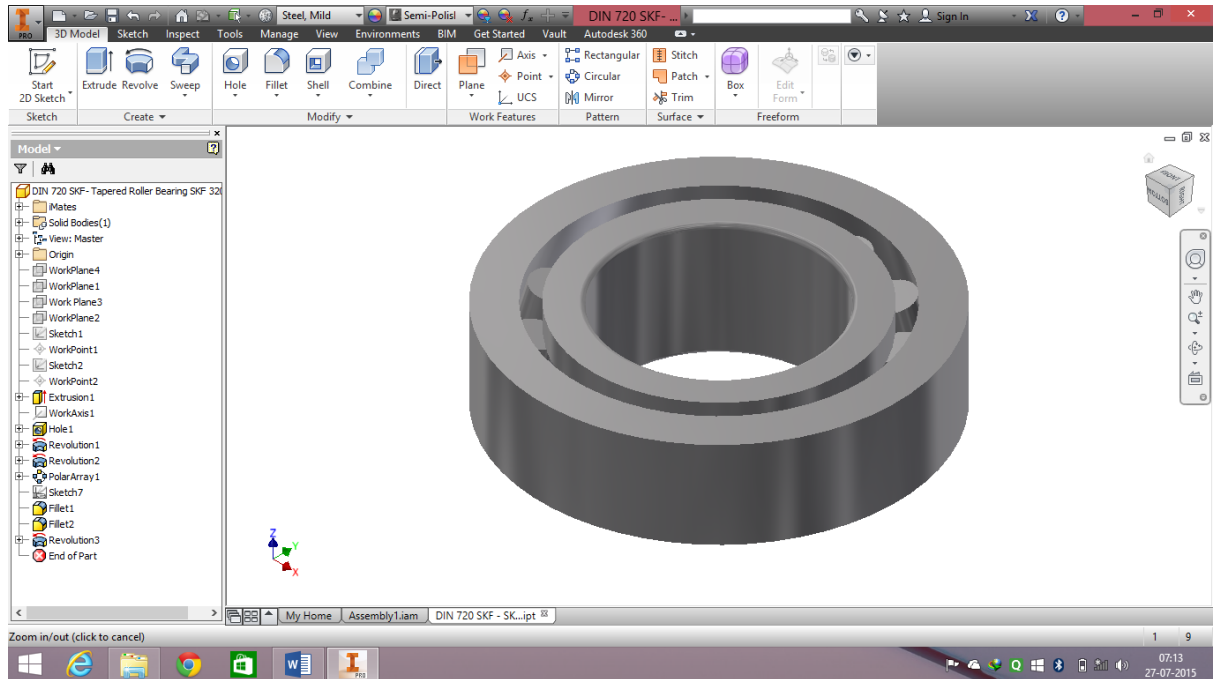 Steel, Mild
Semi-Polisl
DIN 720 SKF- ...
Sign In
PRO
3D Model Sketch Inspect Tools Manage View Environments BIM Get Started Vault Autodesk 360
Start
2D Sketch
Extrude Revolve Sweep
Hole Fillet Shell Combine Direct
Plane
Axis
Point
UCS
Rectangular
Circular
Mirror
Stitch
Patch
Trim
Box
Edit
Form
Sketch Create Modify Work Features Pattern Surface Freeform
Model
DIN 720 SKF- Tapered Roller Bearing SKF 320
iMates
Solid Bodies(1)
View: Master
Origin
WorkPlane4
WorkPlane1
Work Plane3
WorkPlane2
Sketch1
WorkPoint1
Sketch2
WorkPoint2
Extrusion1
WorkAxis1
Hole1
Revolution1
Revolution2
PolarArray1
Sketch7
Fillet1
Fillet2
Revolution3
End of Part
FRONT
RIGHT
BOTTOM
Z
Y
X
My Home Assembly1.iam DIN 720 SKF - SK...ipt
Zoom in/out (click to cancel)
1 9
PRO
07:13
27-07-2015